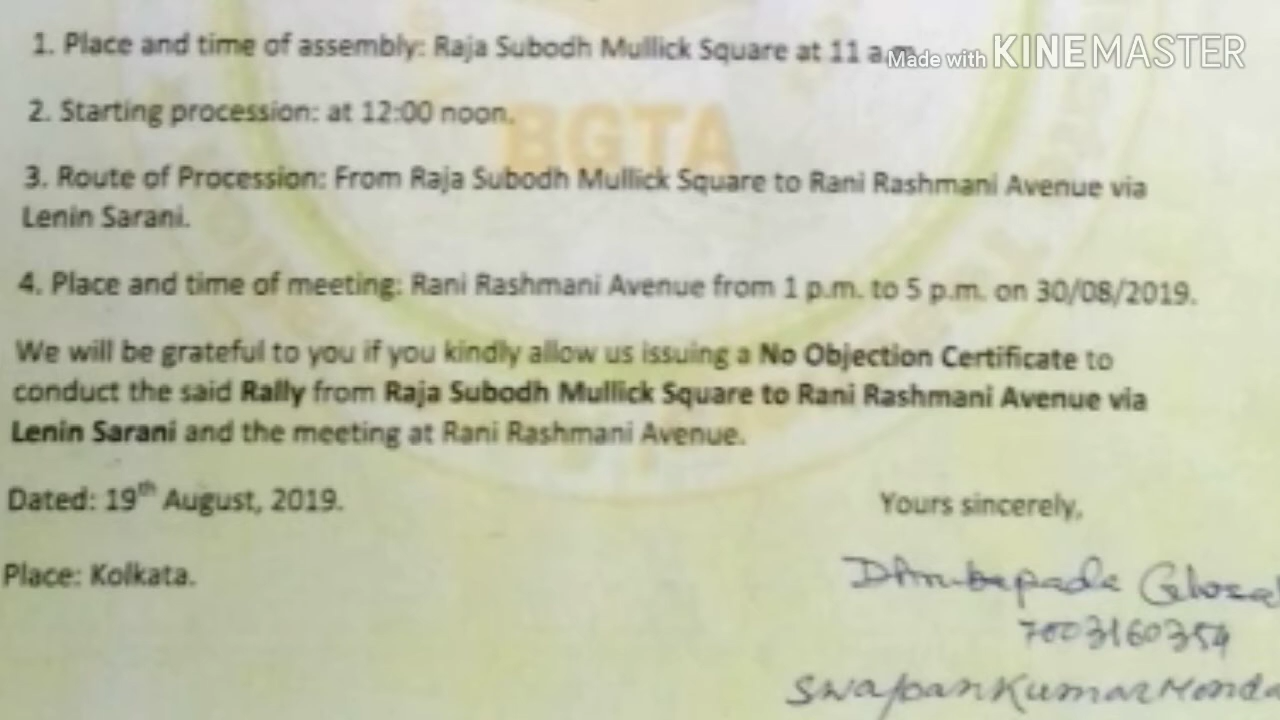 1. Place and time of assembly: Raja Subodh Mullick Square at 11 a.m.
Made with KINEMASTER
2. Starting procession: at 12:00 noon.
BGTA
3. Route of Procession: From Raja Subodh Mullick Square to Rani Rashmani Avenue via
Lenin Sarani.
4. Place and time of meeting: Rani Rashmani Avenue from 1 p.m. to 5 p.m. on 30/08/2019.
We will be grateful to you if you kindly allow us issuing a No Objection Certificate to
conduct the said Rally from Raja Subodh Mullick Square to Rani Rashmani Avenue via
Lenin Sarani and the meeting at Rani Rashmani Avenue.
Dated: 19th August, 2019.
Yours sincerely,
Place: Kolkata.
7003160354
Swapan Kumar Monda